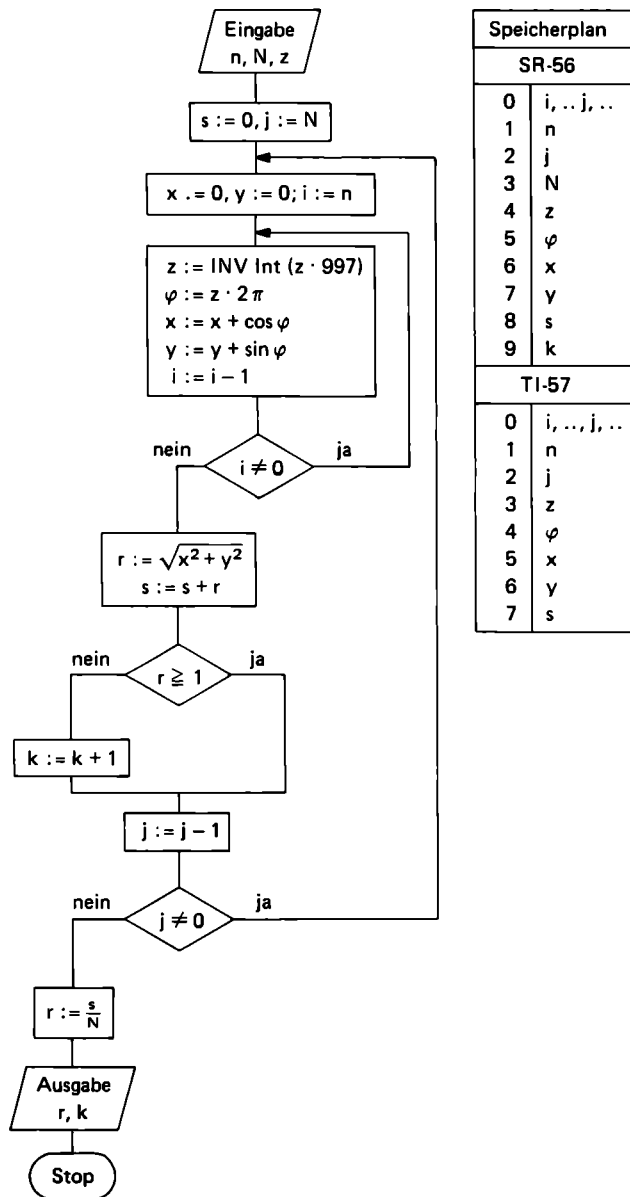 Eingabe
n, N, z
s := 0, j := N
x .= 0, y := 0; i := n
z := INV Int (z · 997)
φ := z · 2π
x := x + cos φ
y := y + sin φ
i := i − 1
nein
i ≠ 0
ja
r := √x² + y²
s := s + r
nein
r ≧ 1
ja
k := k + 1
j := j − 1
nein
j ≠ 0
ja
r := s/N
Ausgabe
r, k
Stop
Speicherplan
SR-56
0 i, .. j, ..
1 n
2 j
3 N
4 z
5 φ
6 x
7 y
8 s
9 k
TI-57
0 i, .., j, ..
1 n
2 j
3 z
4 φ
5 x
6 y
7 s